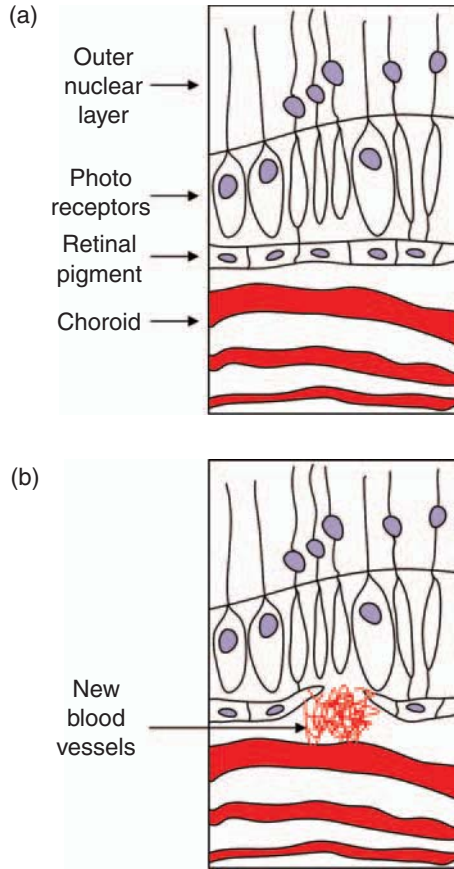 (a)
Outer
nuclear
layer
Photo
receptors
Retinal
pigment
Choroid
(b)
New
blood
vessels